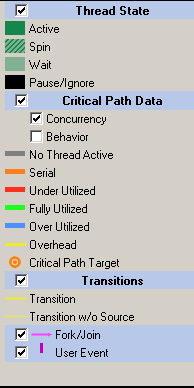 Thread State
Active
Spin
Wait
Pause/Ignore
Critical Path Data
Concurrency
Behavior
No Thread Active
Serial
Under Utilized
Fully Utilized
Over Utilized
Overhead
Critical Path Target
Transitions
Transition
Transition w/o Source
Fork/Join
User Event